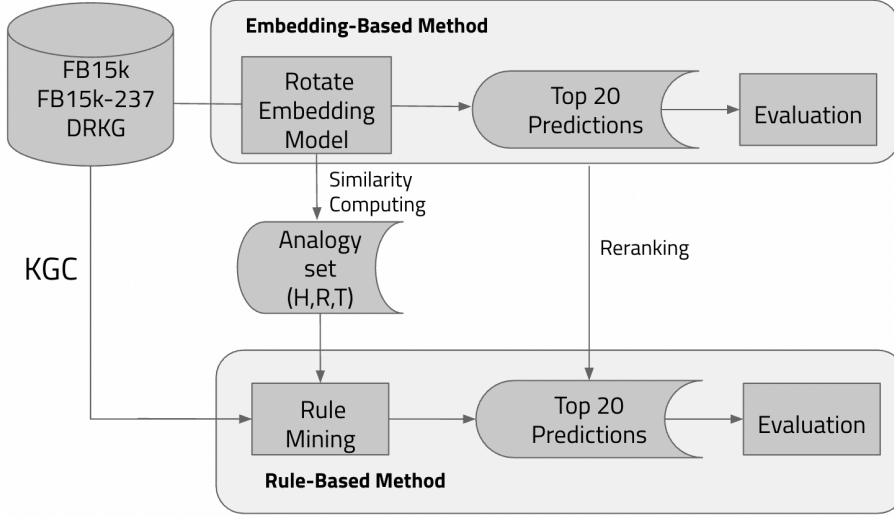 Embedding-Based Method
FB15k
FB15k-237
DRKG
Rotate
Embedding
Model
Top 20
Predictions
Evaluation
Similarity
Computing
Analogy
set
(H,R,T)
Reranking
KGC
Rule
Mining
Top 20
Predictions
Evaluation
Rule-Based Method